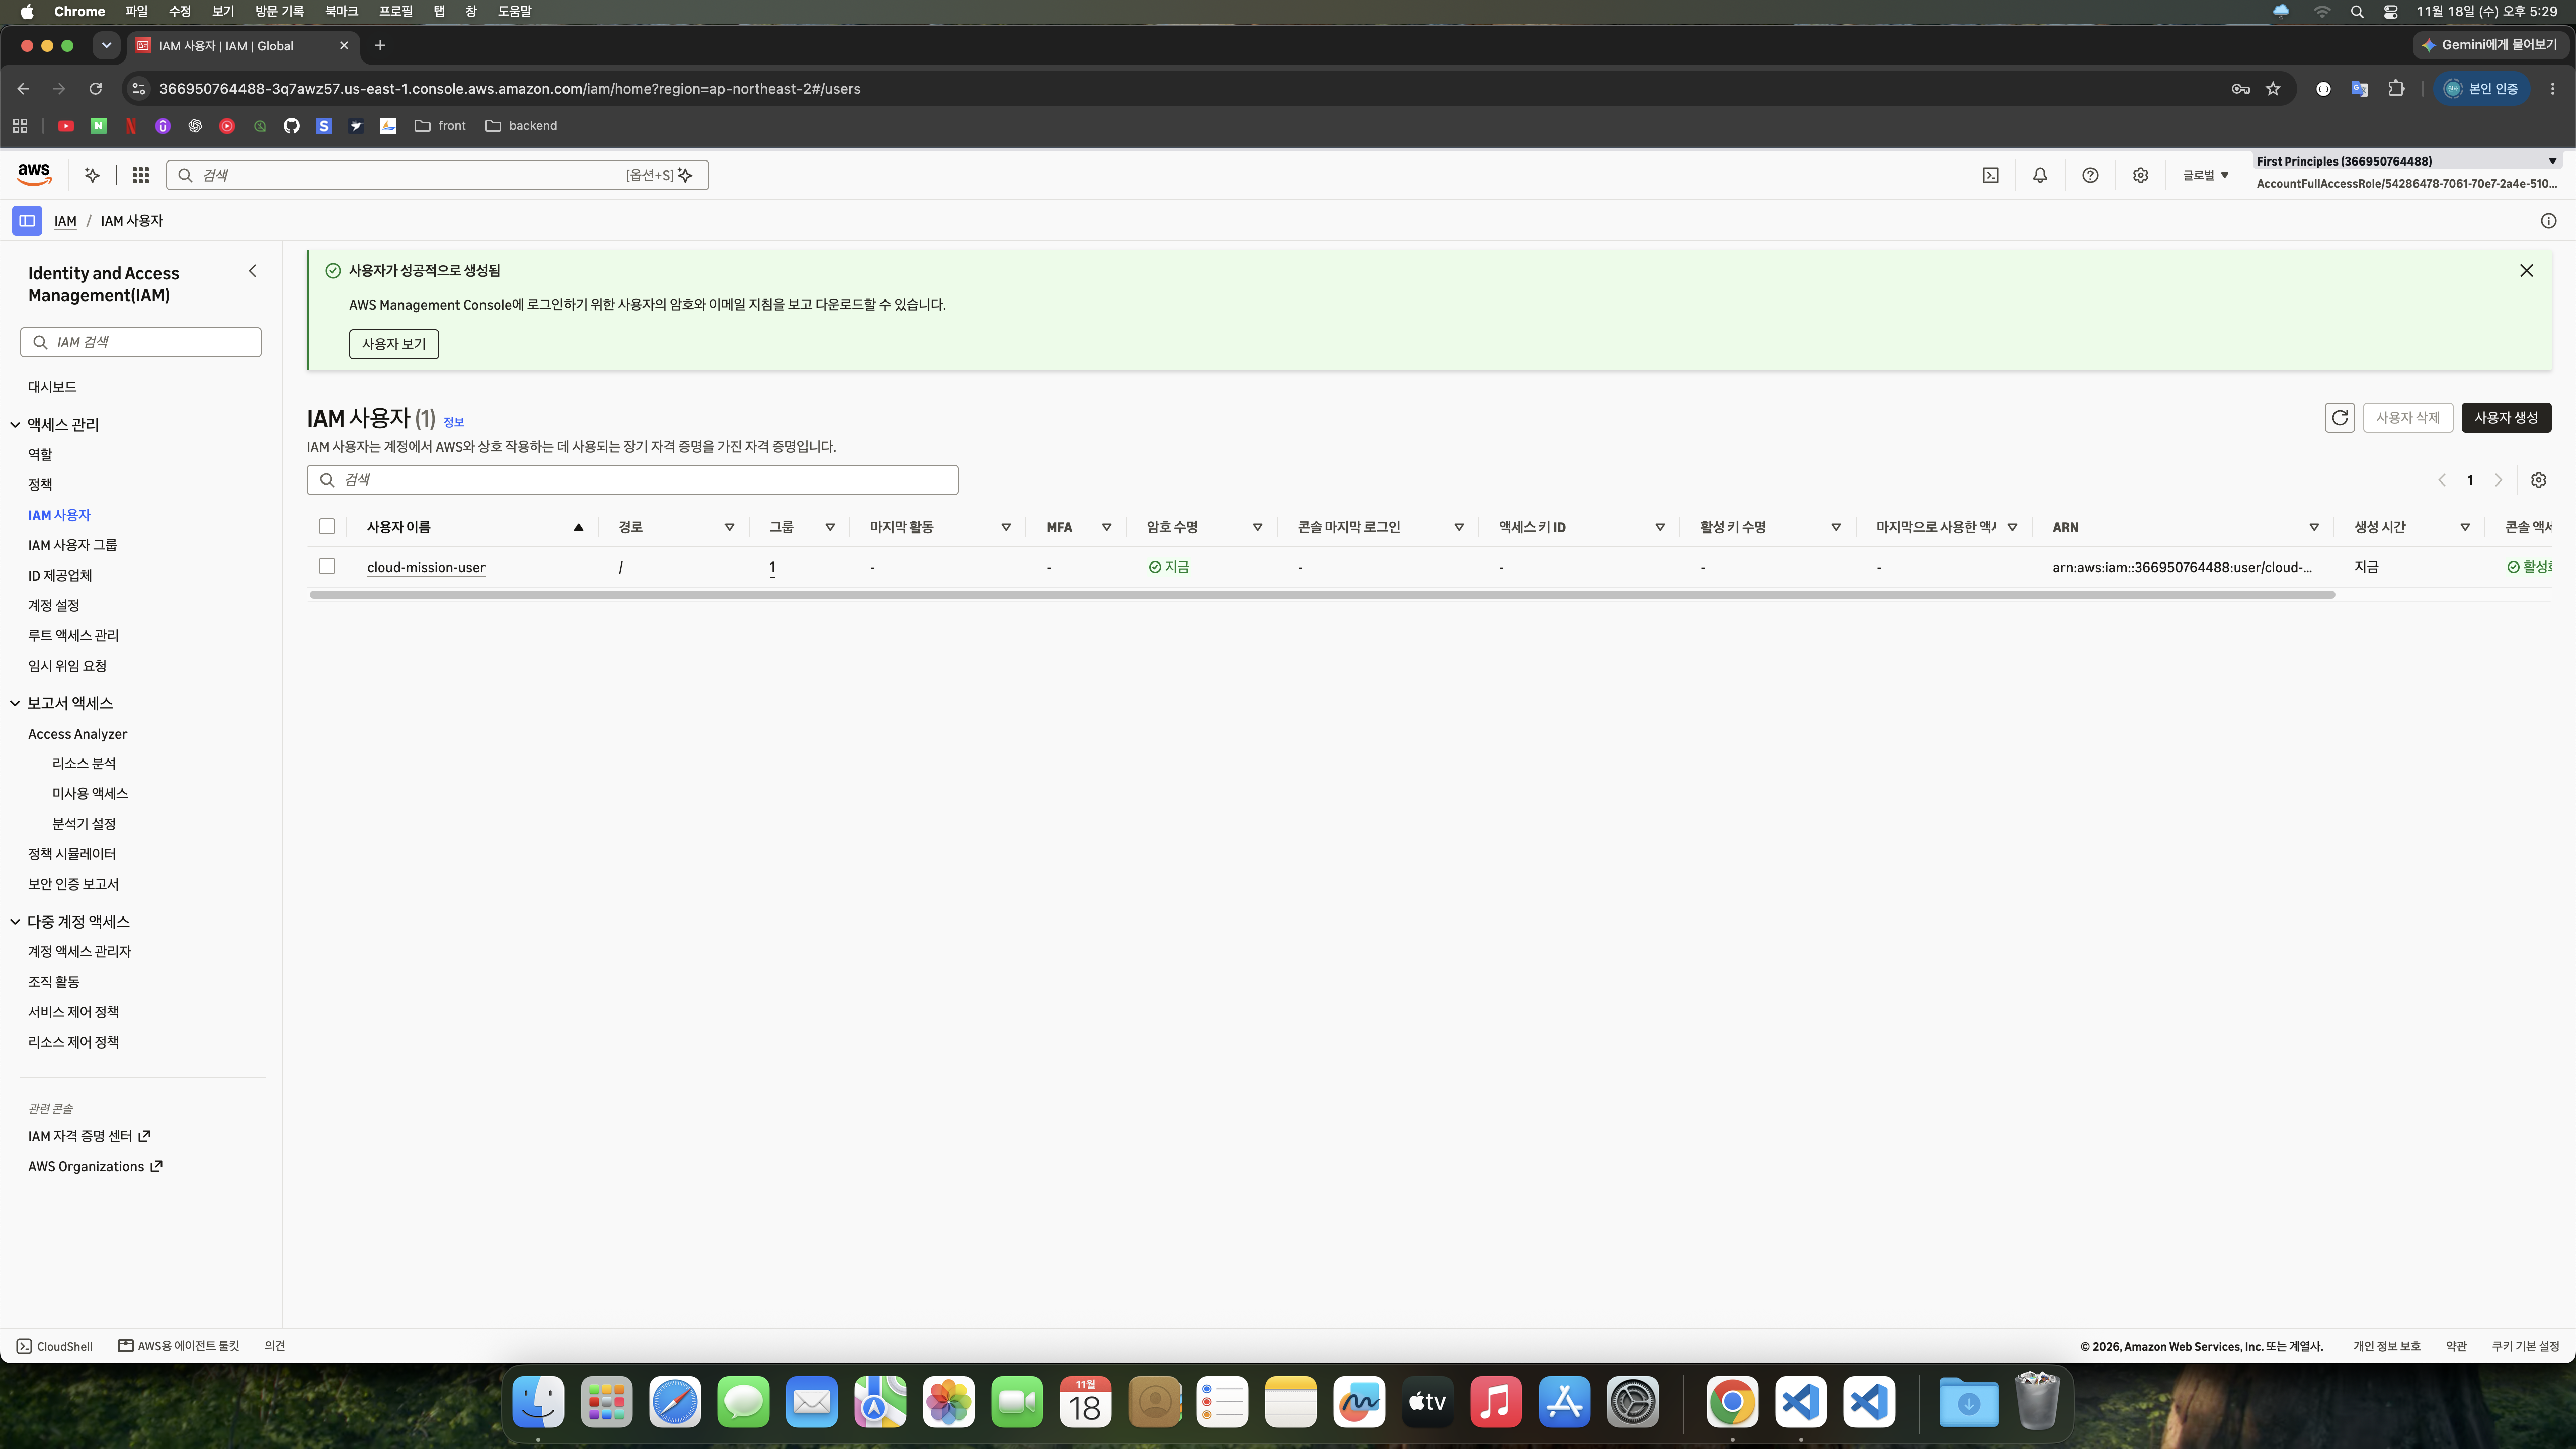 Chrome 파일 수정 보기 방문 기록 북마크 프로필 탭 창 도움말 11월 18일 (수) 오후 5:29
IAM 사용자 | IAM | Global Gemini에게 물어보기
366950764488-3q7awz57.us-east-1.console.aws.amazon.com/iam/home?region=ap-northeast-2#/users 본인 인증
front backend
aws 검색 [옵션+S] 글로벌 First Principles (366950764488)
AccountFullAccessRole/54286478-7061-70e7-2a4e-510...
IAM / IAM 사용자
Identity and Access
Management(IAM)
IAM 검색
대시보드
액세스 관리
역할
정책
IAM 사용자
IAM 사용자 그룹
ID 제공업체
계정 설정
루트 액세스 관리
임시 위임 요청
보고서 액세스
Access Analyzer
리소스 분석
미사용 액세스
분석기 설정
정책 시뮬레이터
보안 인증 보고서
다중 계정 액세스
계정 액세스 관리자
조직 활동
서비스 제어 정책
리소스 제어 정책
관련 콘솔
IAM 자격 증명 센터
AWS Organizations
사용자가 성공적으로 생성됨
AWS Management Console에 로그인하기 위한 사용자의 암호와 이메일 지침을 보고 다운로드할 수 있습니다.
사용자 보기
IAM 사용자 (1) 정보 사용자 삭제 사용자 생성
IAM 사용자는 계정에서 AWS와 상호 작용하는 데 사용되는 장기 자격 증명을 가진 자격 증명입니다.
검색 1
사용자 이름 경로 그룹 마지막 활동 MFA 암호 수명 콘솔 마지막 로그인 액세스 키 ID 활성 키 수명 마지막으로 사용한 ARN 생성 시간 콘솔
cloud-mission-user / 1 - - 지금 - - - - arn:aws:iam::366950764488:user/cloud-... 지금
CloudShell AWS용 에이전트 툴킷 의견 © 2026, Amazon Web Services, Inc. 또는 계열사. 개인 정보 보호 약관 쿠키 기본 설정
11월
18
tv